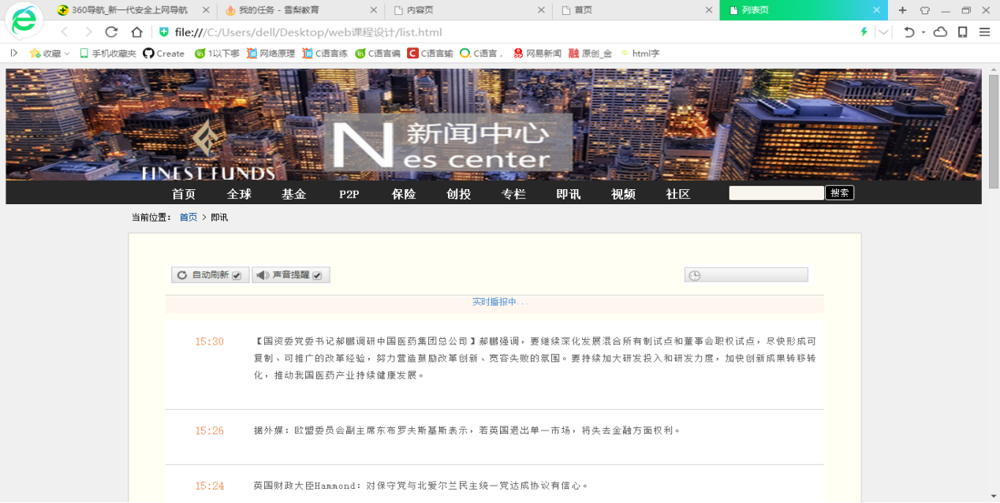 360导航_新一代安全上网导航
我的任务 - 雪梨教育
内容页
首页
列表页
file:///C:/Users/dell/Desktop/web课程设计/list.html
收藏 手机收藏夹 Create 1以下哪 网络原理 C语言练 C语言编 C语言输 C语言， 网易新闻 原创_金 html字
N 新闻中心
es center
FINEST FUNDS
首页 全球 基金 P2P 保险 创投 专栏 即讯 视频 社区 搜索
当前位置： 首页 > 即讯
自动刷新 声音提醒
实时播报中...
15:30
【国资委党委书记郝鹏调研中国医药集团总公司】郝鹏强调，要继续深化发展混合所有制试点和董事会职权试点，尽快形成可
复制、可推广的改革经验，努力营造鼓励改革创新、宽容失败的氛围。要持续加大研发投入和研发力度，加快创新成果转移转
化，推动我国医药产业持续健康发展。
15:26
据外媒：欧盟委员会副主席东布罗夫斯基斯表示，若英国退出单一市场，将失去金融方面权利。
15:24
英国财政大臣Hammond：对保守党与北爱尔兰民主统一党达成协议有信心。